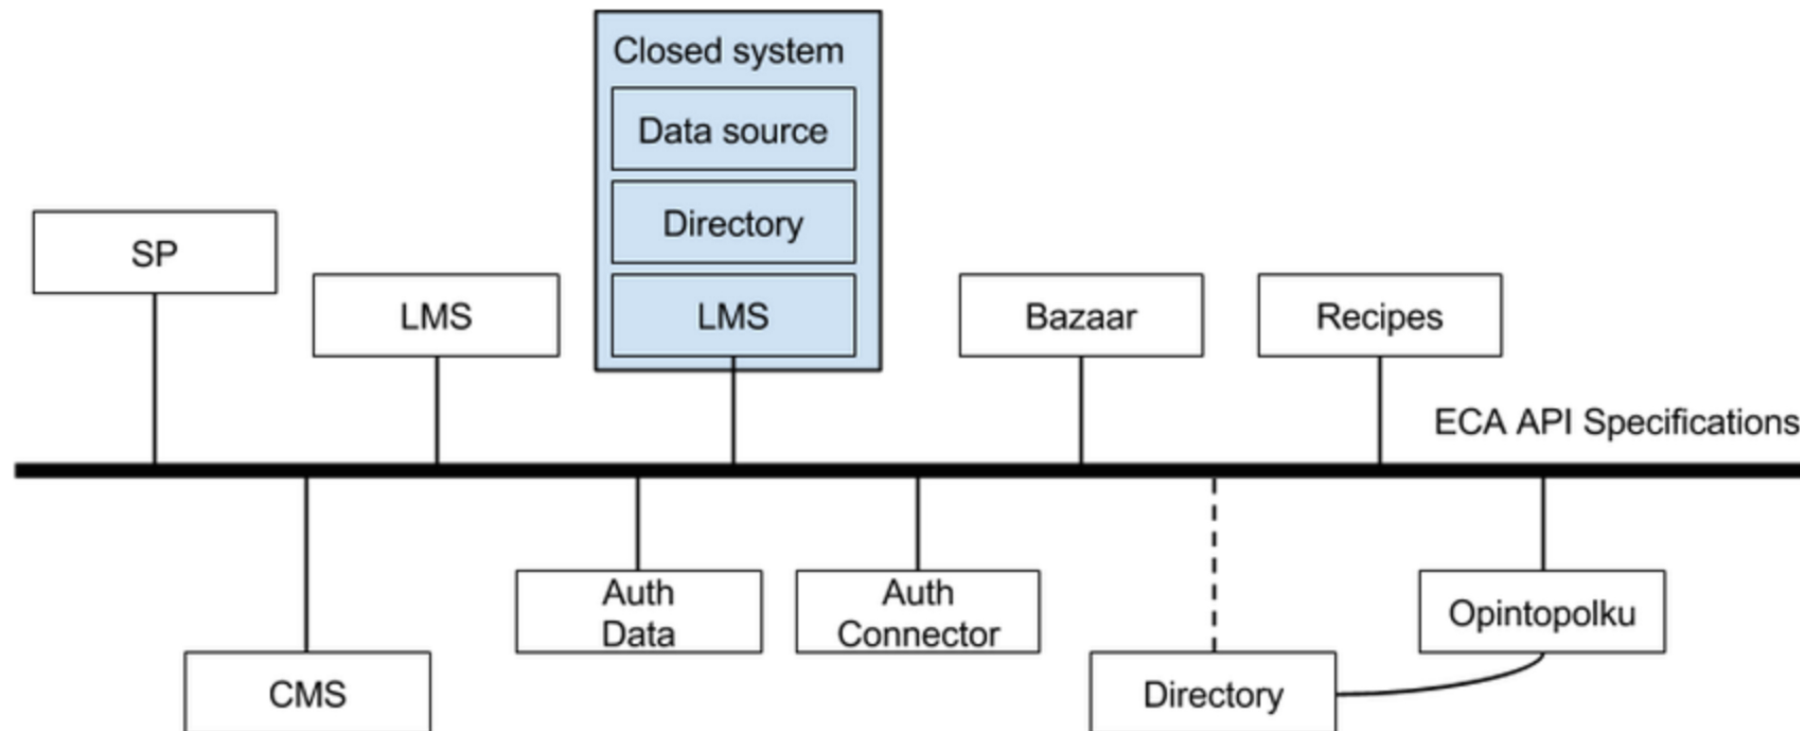 Closed system
Data source
Directory
LMS
SP
LMS
Bazaar
Recipes
ECA API Specifications
Auth
Data
Auth
Connector
Opintopolku
CMS
Directory